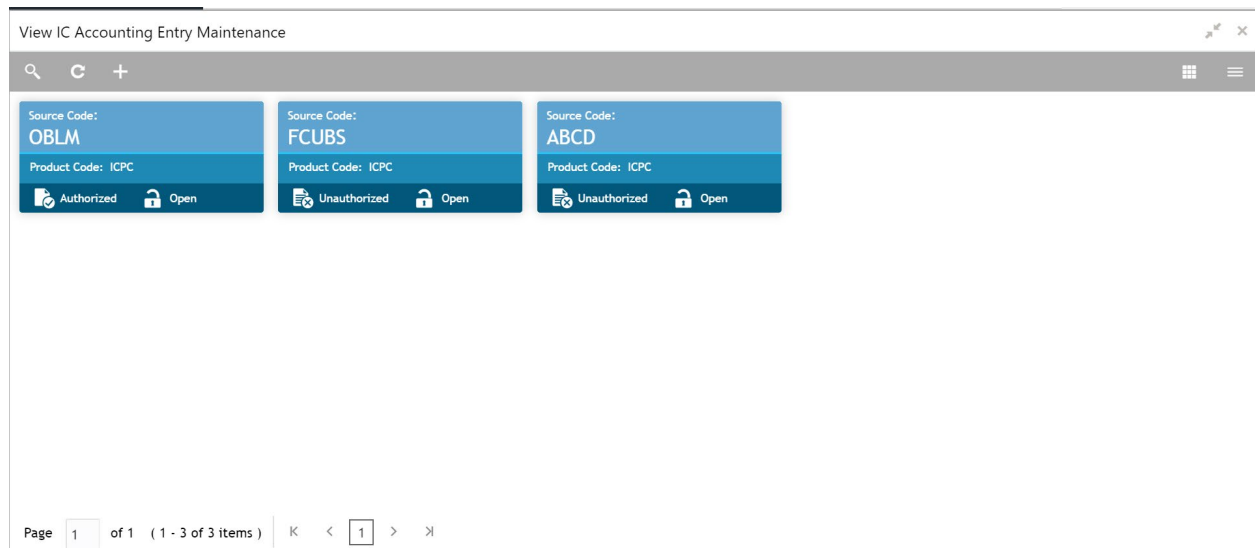 View IC Accounting Entry Maintenance
Source Code:
OBLM
Product Code: ICPC
Authorized Open
Source Code:
FCUBS
Product Code: ICPC
Unauthorized Open
Source Code:
ABCD
Product Code: ICPC
Unauthorized Open
Page 1 of 1 ( 1 - 3 of 3 items ) 1